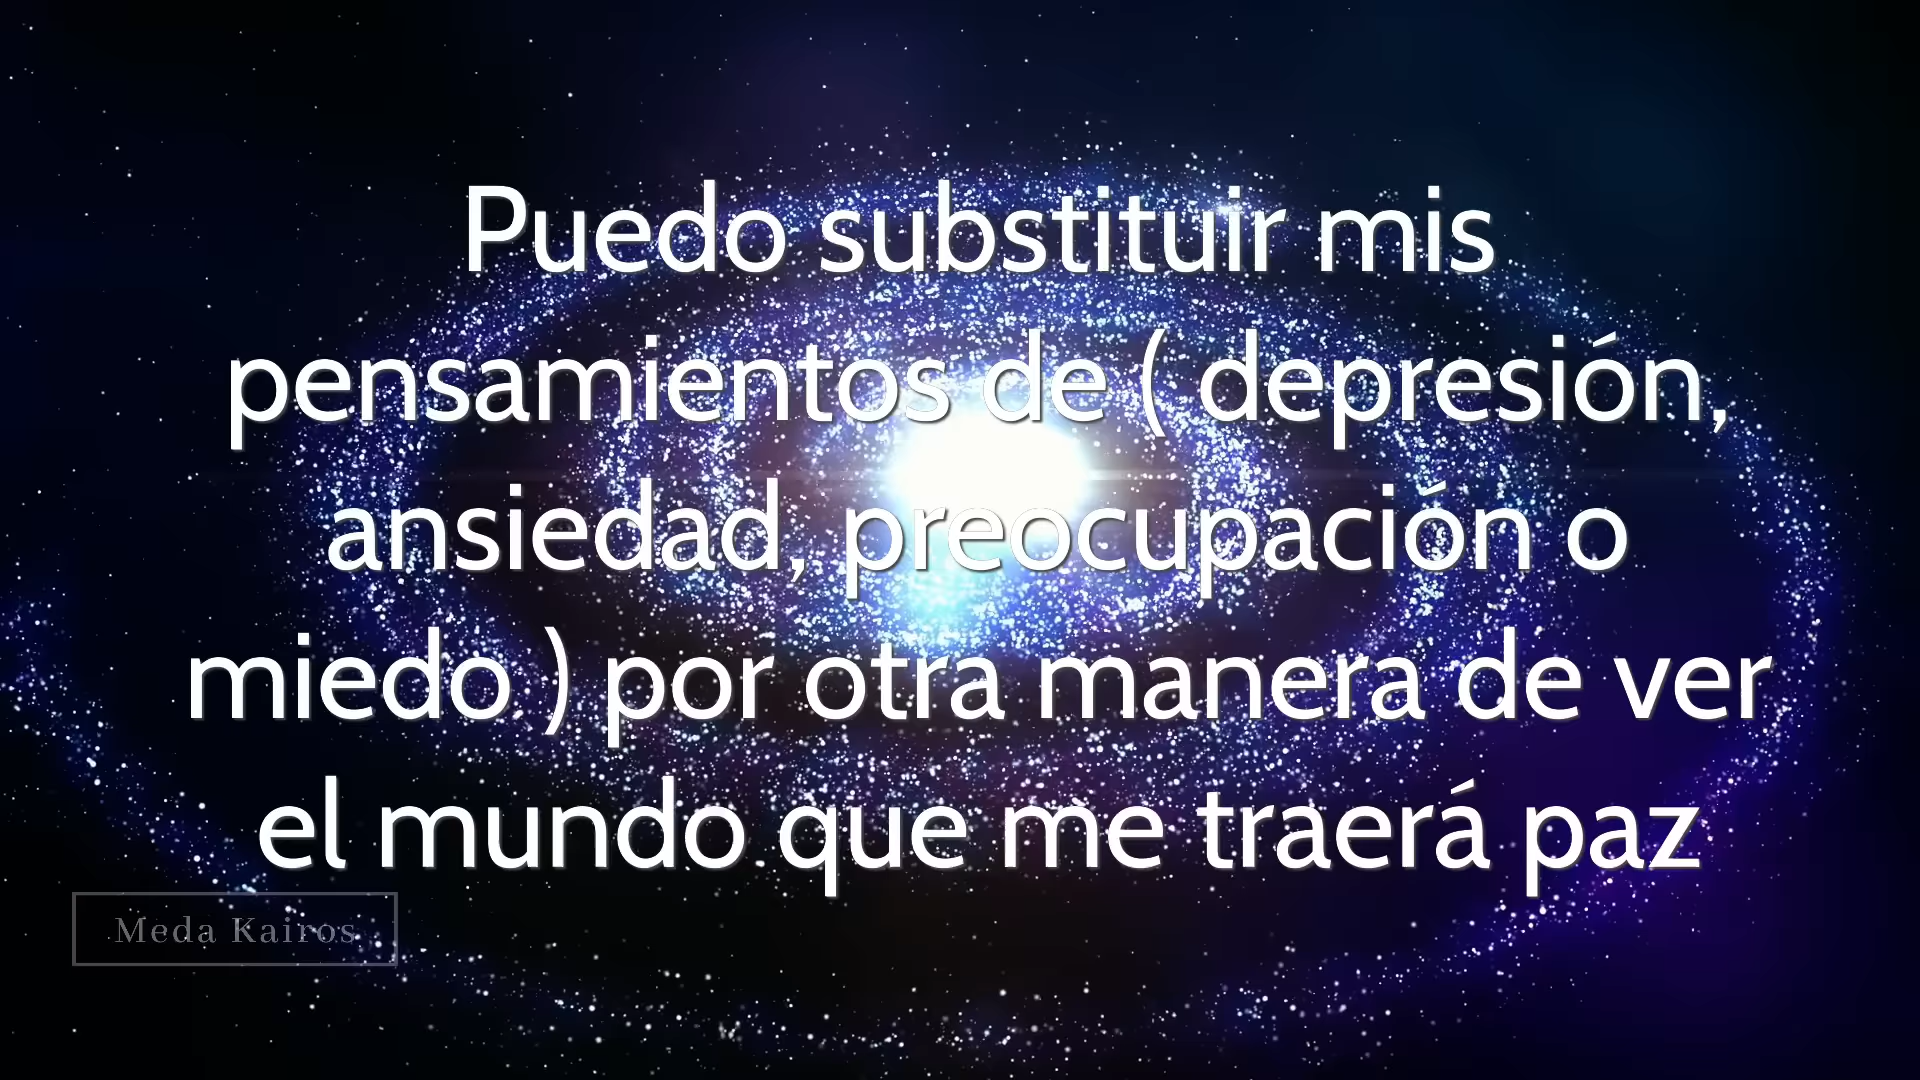 Puedo substituir mis
pensamientos de ( depresión,
ansiedad, preocupación o
miedo ) por otra manera de ver
el mundo que me traerá paz
Meda Kairos